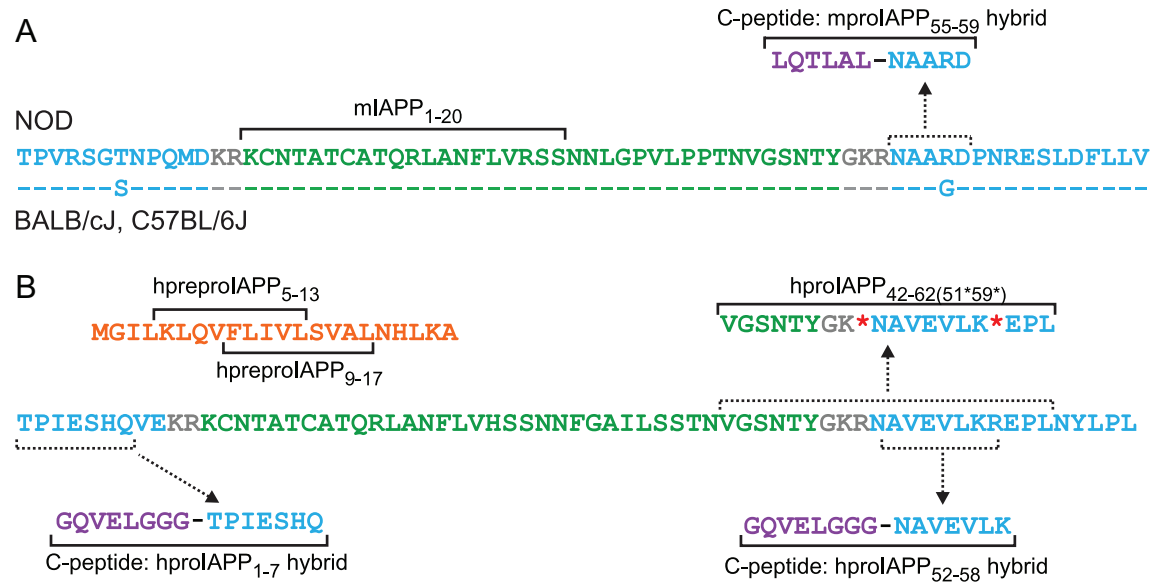 A
C-peptide: mproIAPP55-59 hybrid
LQTLAL-NAARD
NOD
mIAPP1-20
TPVRSGTNPQMDKRKCNTATCATQRLANFLVRSSNNLGPVLPPTNVGSNTYGKRNAARDPNRESLDFLLV
S G
BALB/cJ, C57BL/6J
B
hpreproIAPP5-13
hproIAPP42-62(51*59*)
MGILKLQVFLIVLSVALNHLKA
VGSNTYGK*NAVEVLK*EPL
hpreproIAPP9-17
TPIESHQVEKRKCNTATCATQRLANFLVHSSNNFGAILSSTNVGSNTYGKRNAVEVLKREPLNYLPL
GQVELGGG-TPIESHQ
GQVELGGG-NAVEVLK
C-peptide: hproIAPP1-7 hybrid
C-peptide: hproIAPP52-58 hybrid